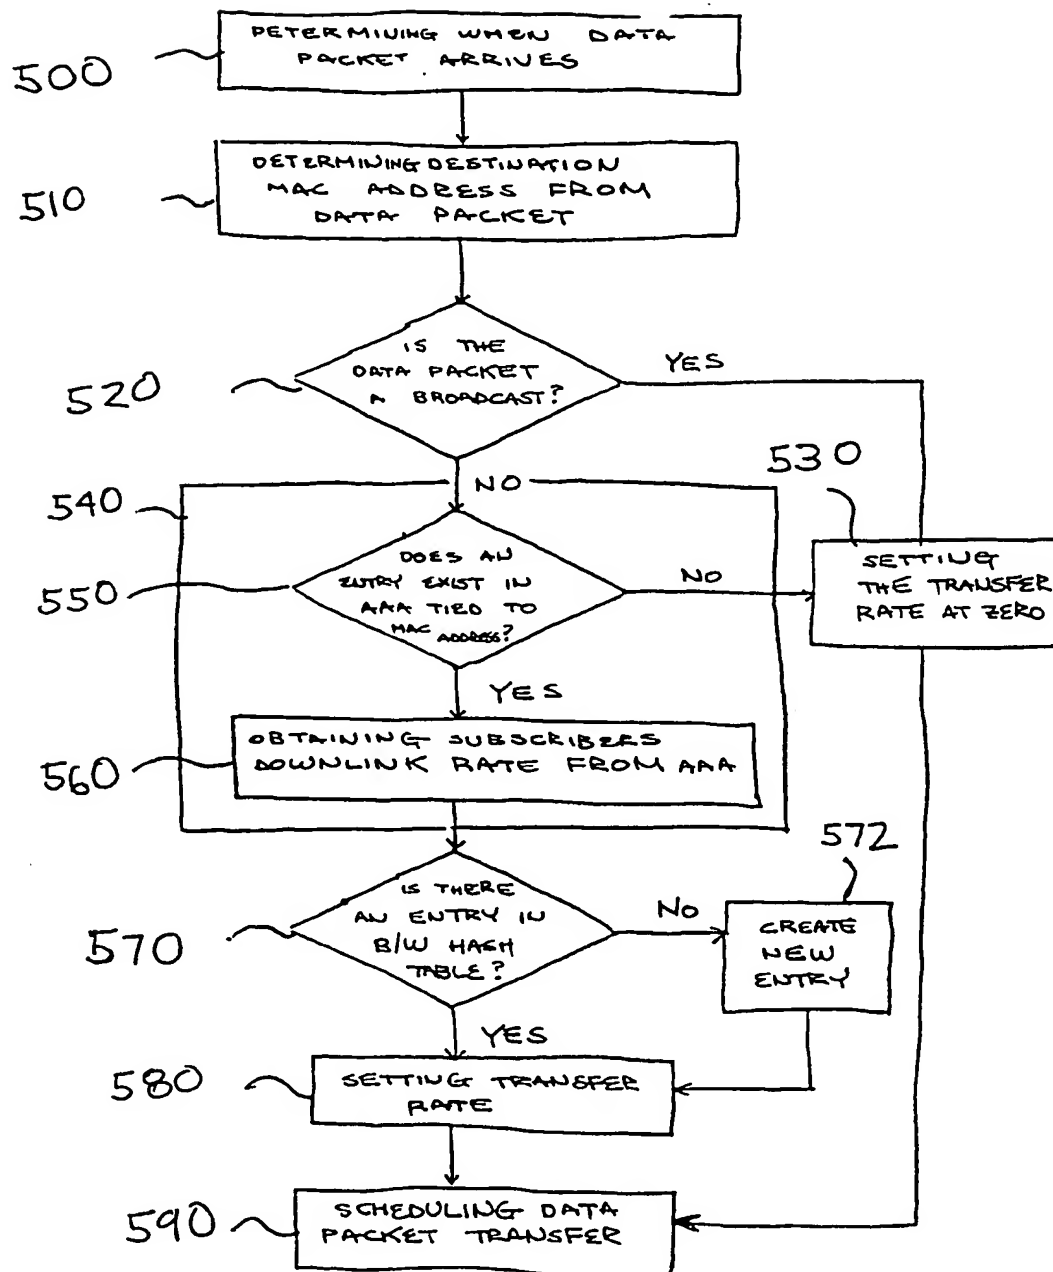 DETERMINING WHEN DATA
PACKET ARRIVES
500
DETERMINING DESTINATION
MAC ADDRESS FROM
DATA PACKET
510
IS THE
DATA PACKET
A BROADCAST?
520
YES
530
NO
540
SETTING
THE TRANSFER
RATE AT ZERO
DOES AN
ENTRY EXIST IN
AAA TIED TO
MAC ADDRESS?
550
NO
YES
OBTAINING SUBSCRIBERS
DOWNLINK RATE FROM AAA
560
572
IS THERE
AN ENTRY IN
B/W HASH
TABLE?
570
NO
CREATE
NEW
ENTRY
YES
SETTING TRANSFER
RATE
580
SCHEDULING DATA
PACKET TRANSFER
590